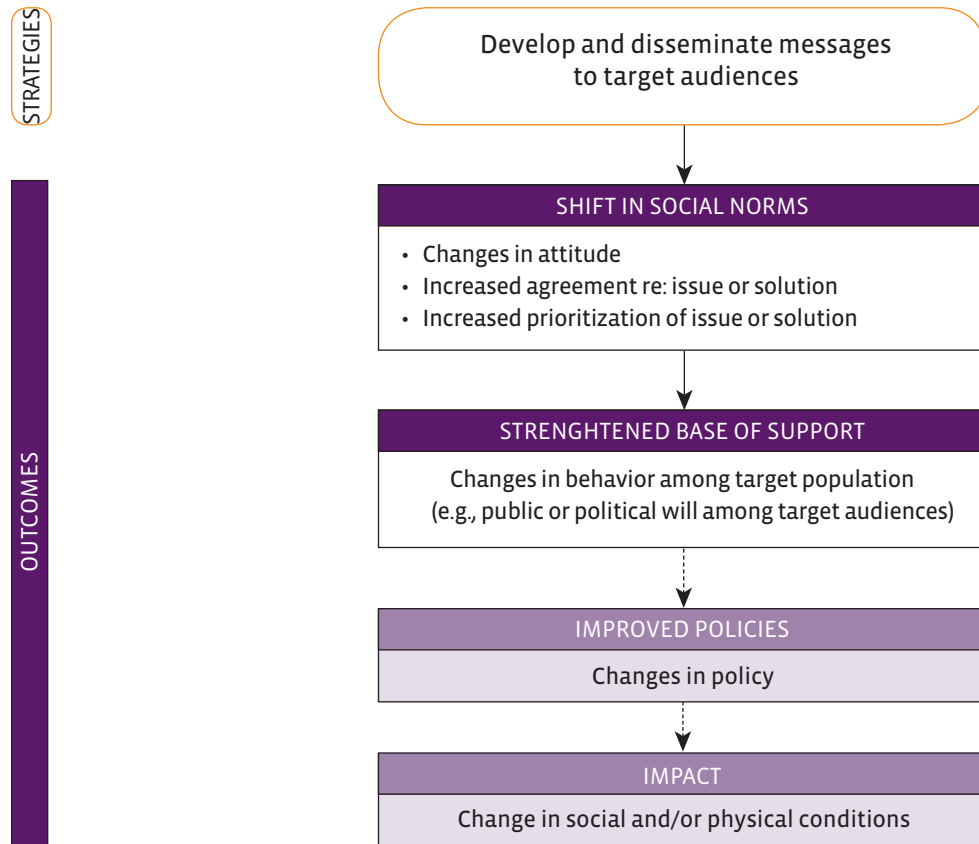 STRATEGIES
Develop and disseminate messages
to target audiences
OUTCOMES
SHIFT IN SOCIAL NORMS
• Changes in attitude
• Increased agreement re: issue or solution
• Increased prioritization of issue or solution
STRENGHTENED BASE OF SUPPORT
Changes in behavior among target population
(e.g., public or political will among target audiences)
IMPROVED POLICIES
Changes in policy
IMPACT
Change in social and/or physical conditions